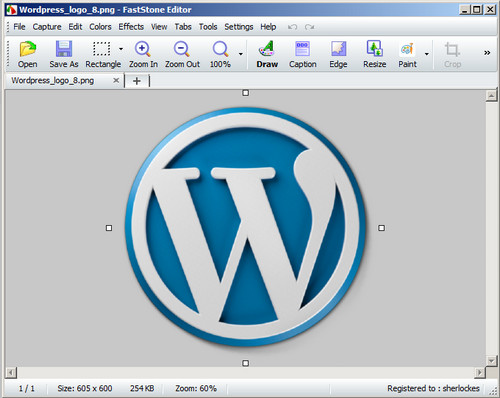 Wordpress_logo_8.png - FastStone Editor
File Capture Edit Colors Effects View Tabs Tools Settings Help
Open Save As Rectangle Zoom In Zoom Out 100% Draw Caption Edge Resize Paint Crop
Wordpress_logo_8.png
W
1 / 1 Size: 605 x 600 254 KB Zoom: 60% Registered to : sherlockes